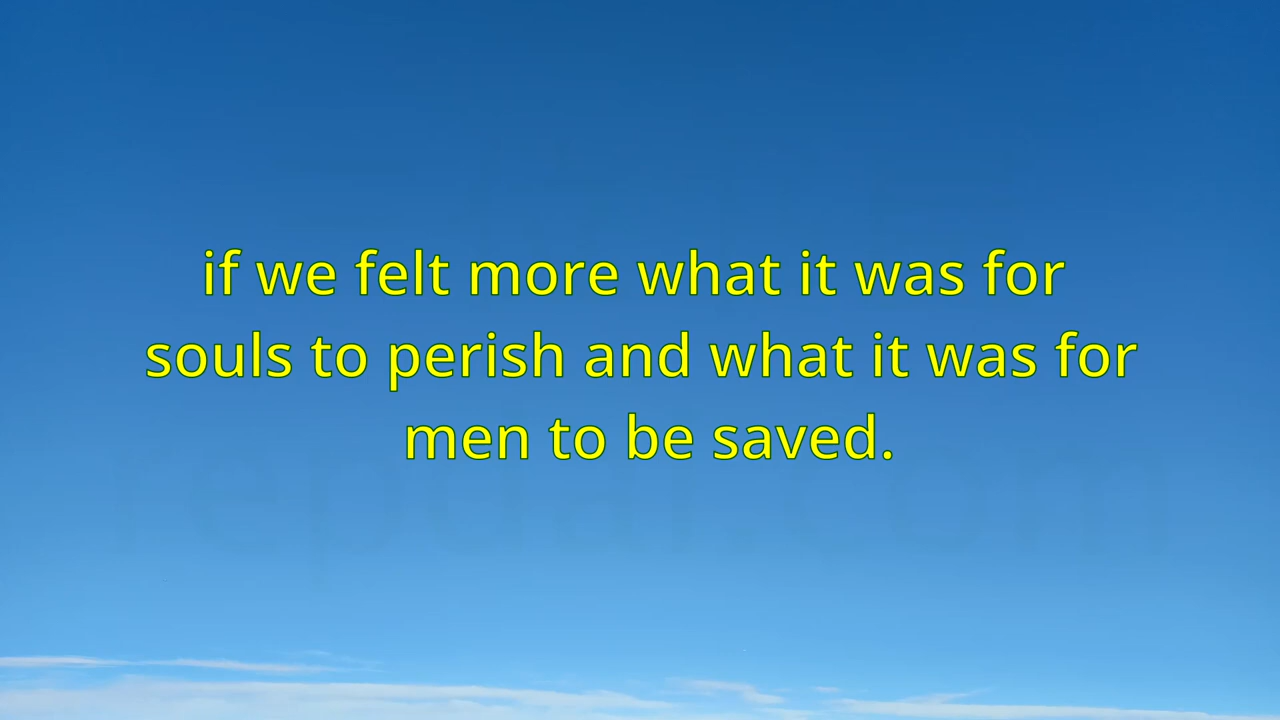 if we felt more what it was for
souls to perish and what it was for
men to be saved.